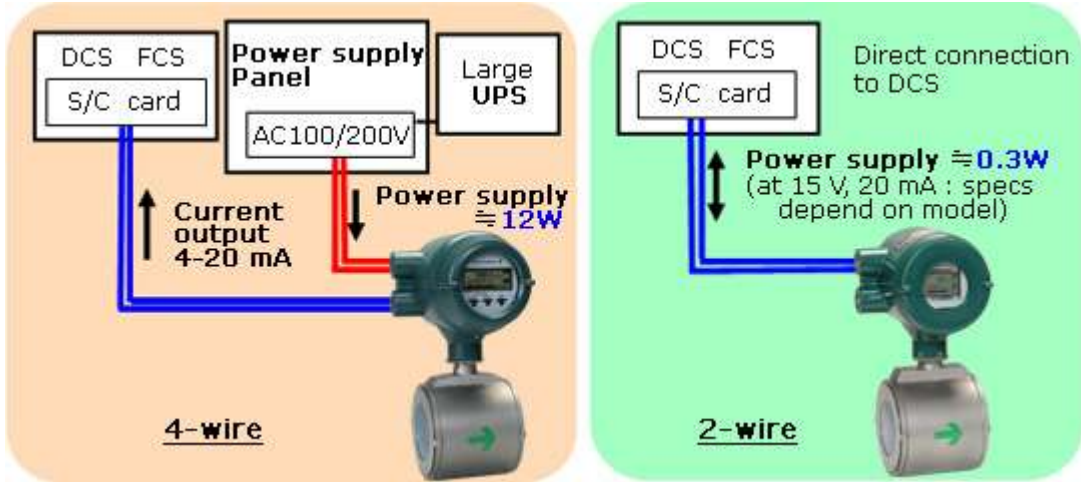 DCS FCS
S/C card
Power supply
Panel
AC100/200V
Large
UPS
Current
output
4-20 mA
Power supply
≒12W
4-wire
DCS FCS
S/C card
Direct connection
to DCS
Power supply ≒0.3W
(at 15 V, 20 mA : specs
depend on model)
2-wire